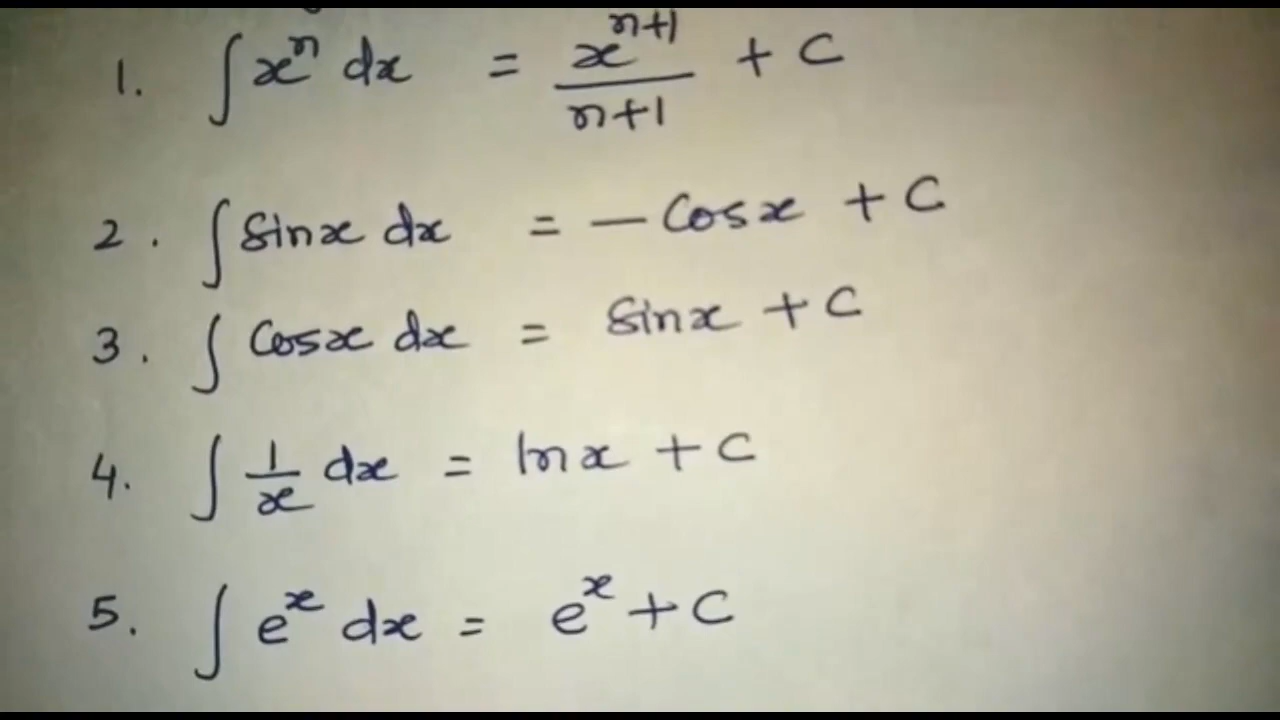 1. ∫ xⁿ dx = xⁿ⁺¹/n+1 + C
2. ∫ Sinx dx = – Cosx + C
3. ∫ Cosx dx = Sinx + C
4. ∫ 1/x dx = lnx + C
5. ∫ eˣ dx = eˣ + C